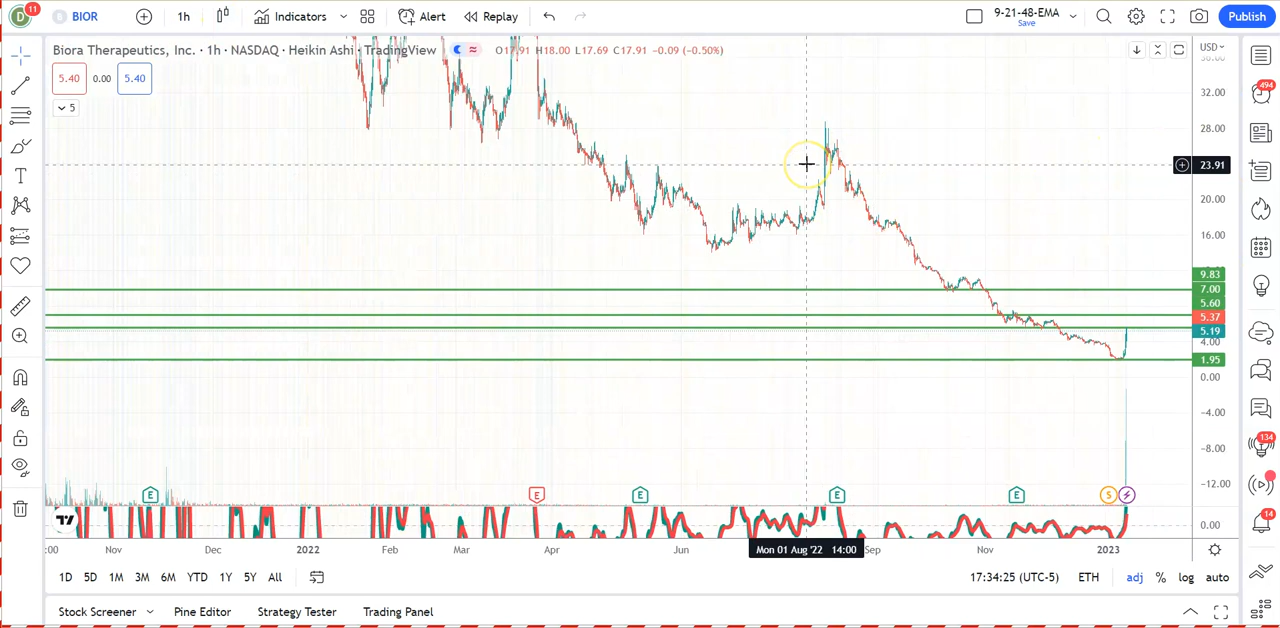 D 11 B BIOR 1h Indicators Alert Replay 9-21-48-EMA Save Publish
Biora Therapeutics, Inc. · 1h · NASDAQ · Heikin Ashi · TradingView O17.91 H18.00 L17.69 C17.91 -0.09 (-0.50%) USD
5.40 0.00 5.40
5
36.00
32.00
28.00
23.91
20.00
16.00
9.83
7.00
5.60
5.37
5.19
4.00
1.95
0.00
-4.00
-8.00
-12.00
0.00
494
134
14
T
E E E E E S
:00 Nov Dec 2022 Feb Mar Apr Jun Mon 01 Aug '22 14:00 Sep Nov 2023
1D 5D 1M 3M 6M YTD 1Y 5Y All 17:34:25 (UTC-5) ETH adj % log auto
Stock Screener Pine Editor Strategy Tester Trading Panel